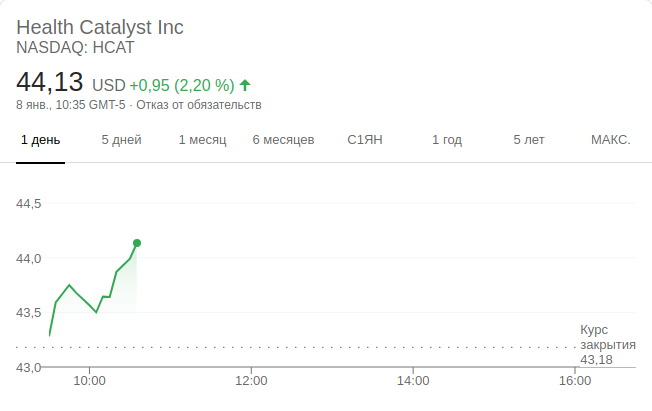 Health Catalyst Inc
NASDAQ: HCAT
44,13 USD +0,95 (2,20 %)
8 янв., 10:35 GMT-5 · Отказ от обязательств
1 день 5 дней 1 месяц 6 месяцев С1ЯН 1 год 5 лет МАКС.
44,5
44,0
43,5
Курс
закрытия
43,18
43,0
10:00 12:00 14:00 16:00